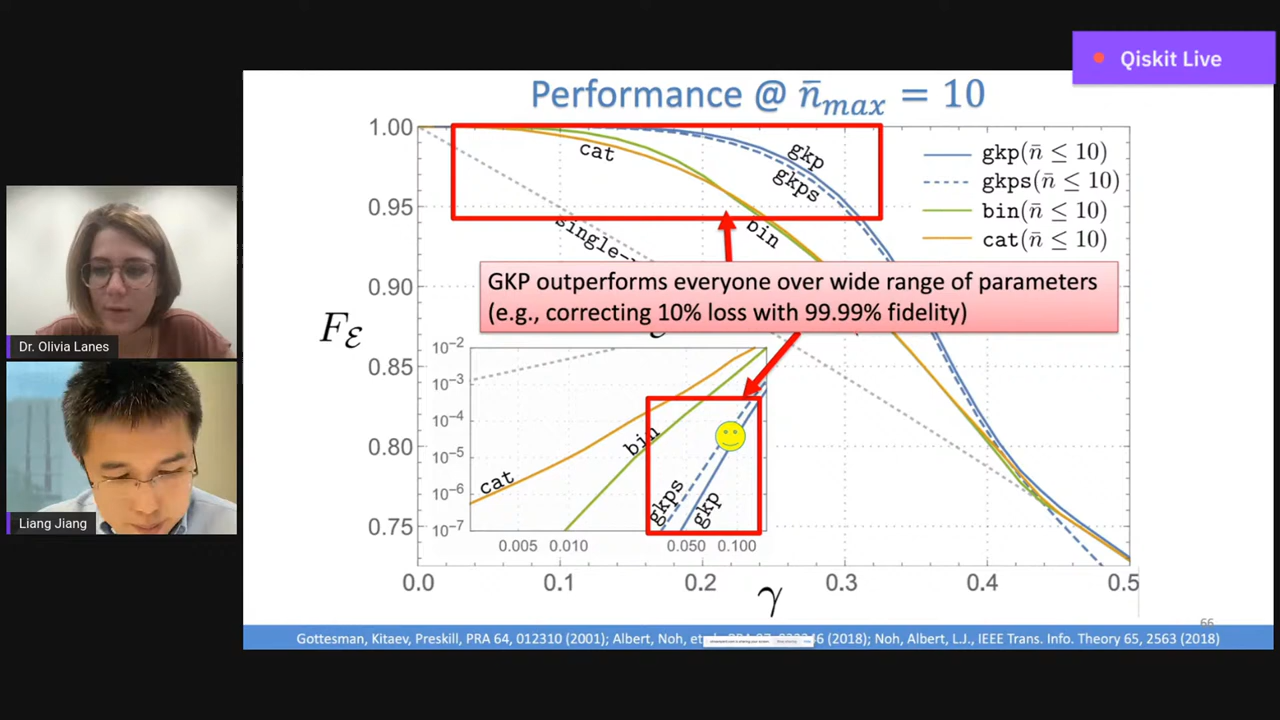 Qiskit Live
Performance @ n̄max = 10
1.00
0.95
0.90
0.85
0.80
0.75
Fℰ
cat
gkp
gkps
bin
single-
gkp(n̄ ≤ 10)
gkps(n̄ ≤ 10)
bin(n̄ ≤ 10)
cat(n̄ ≤ 10)
GKP outperforms everyone over wide range of parameters
(e.g., correcting 10% loss with 99.99% fidelity)
10⁻²
10⁻³
10⁻⁴
10⁻⁵
10⁻⁶
10⁻⁷
cat
bin
gkps
gkp
0.005 0.010 0.050 0.100
0.0 0.1 0.2 0.3 0.4 0.5
γ
Dr. Olivia Lanes
Liang Jiang
66
Gottesman, Kitaev, Preskill, PRA 64, 012310 (2001); Albert, Noh, et (2018); Noh, Albert, L.J., IEEE Trans. Info. Theory 65, 2563 (2018)